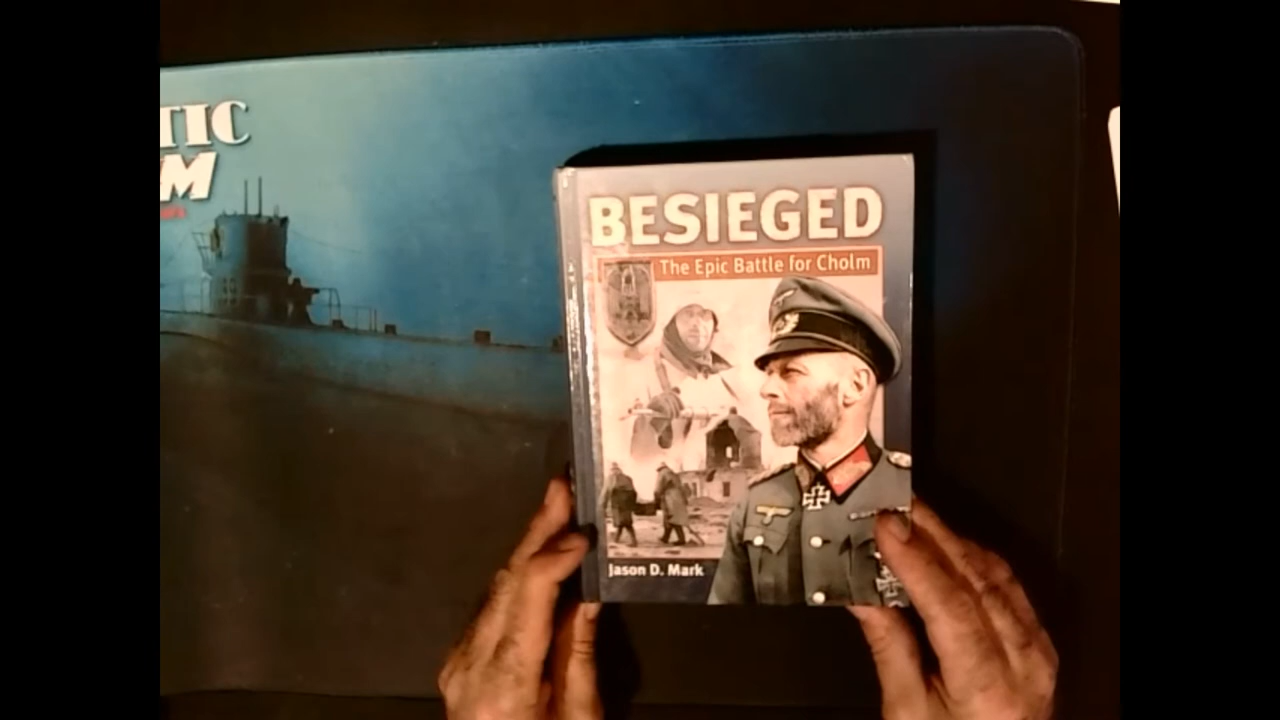 TIC
M
BESIEGED
The Epic Battle for Cholm
Jason D. Mark